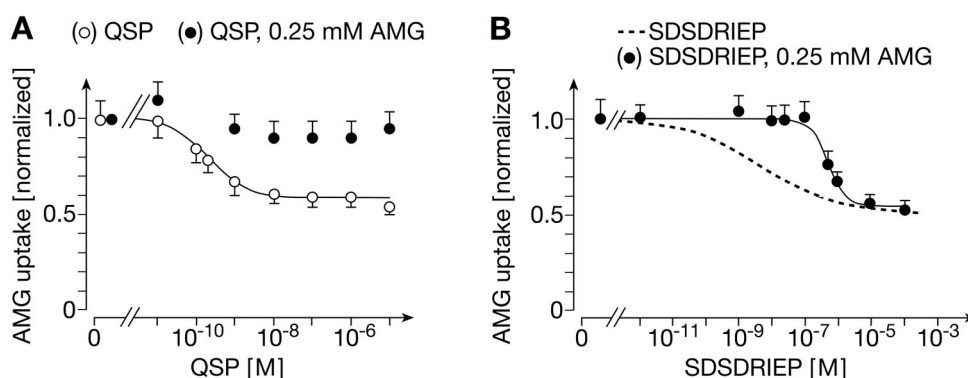 A (○) QSP (●) QSP, 0.25 mM AMG
AMG uptake [normalized]
1.0
0.5
0
0 10⁻¹⁰ 10⁻⁸ 10⁻⁶
QSP [M]
B SDSDRIEP
(●) SDSDRIEP, 0.25 mM AMG
AMG uptake [normalized]
1.0
0.5
0
0 10⁻¹¹ 10⁻⁹ 10⁻⁷ 10⁻⁵ 10⁻³
SDSDRIEP [M]